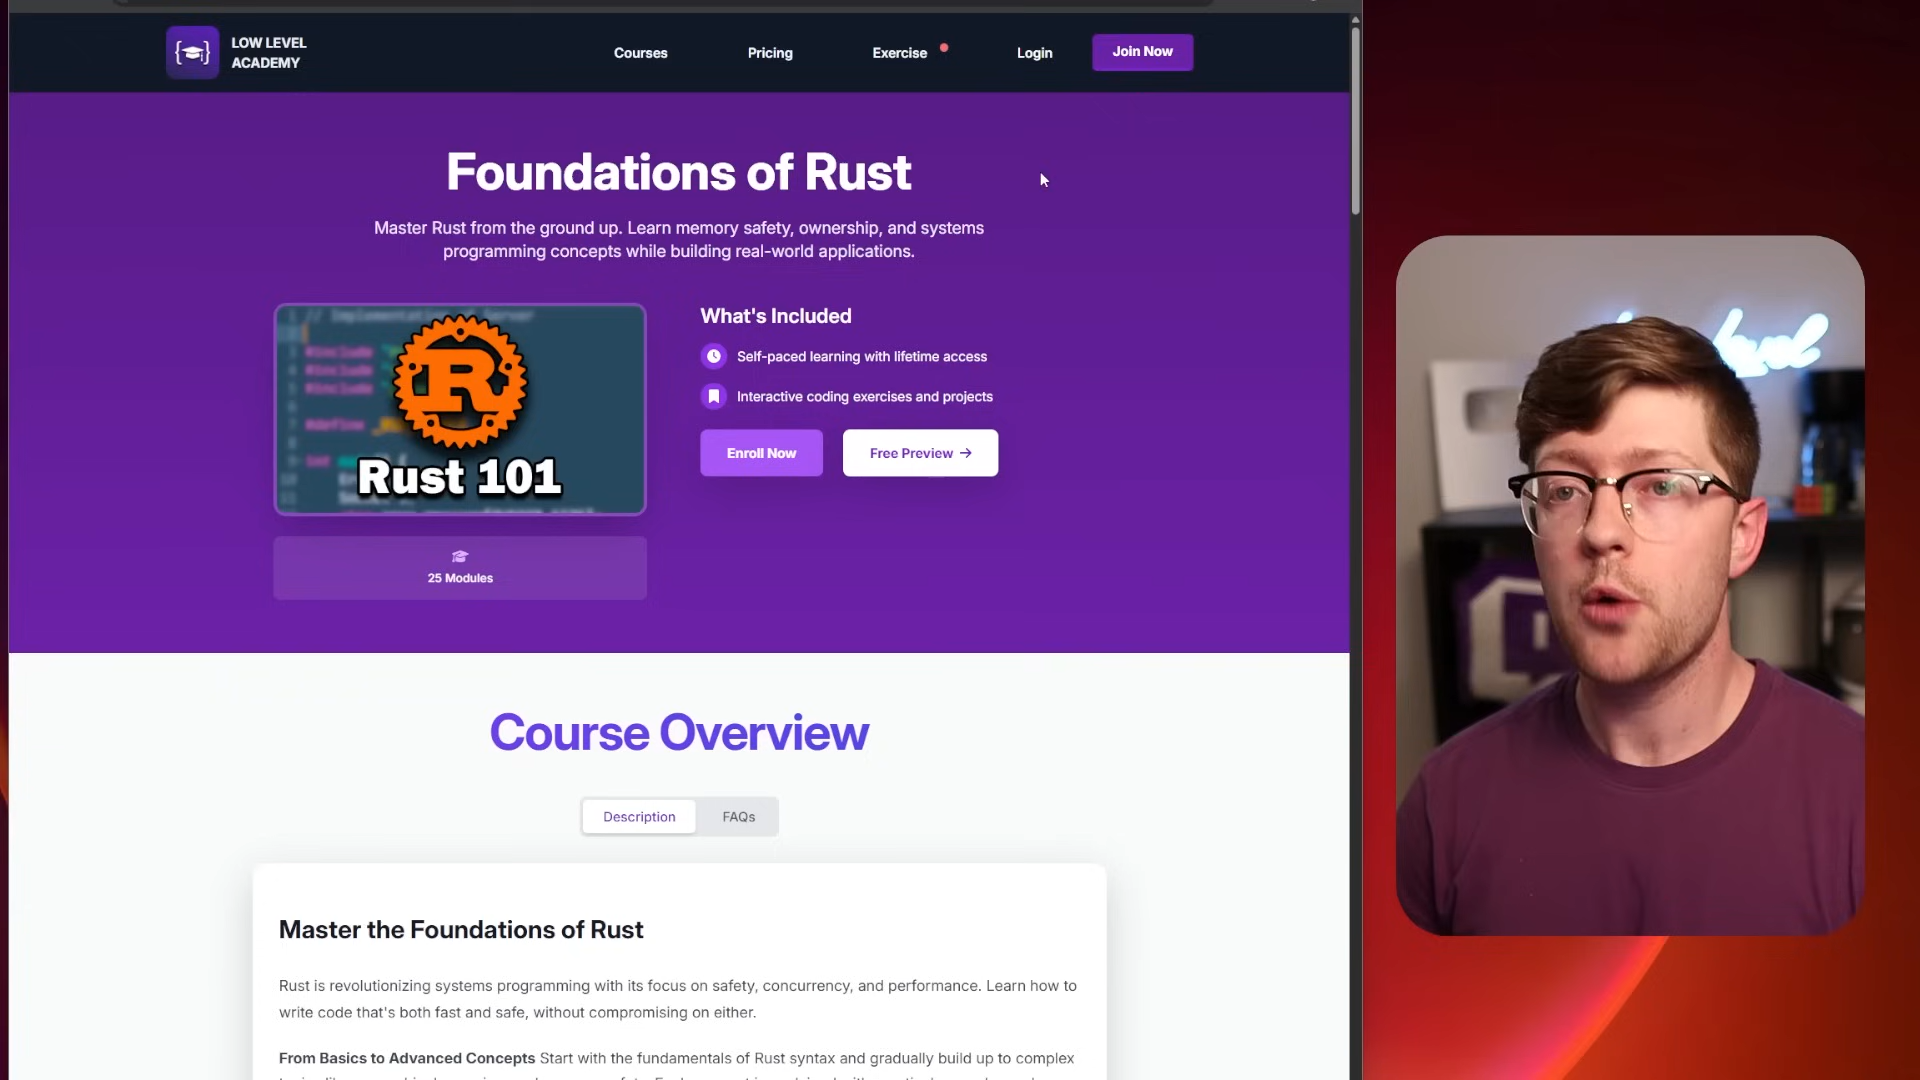 LOW LEVEL
ACADEMY
Courses
Pricing
Exercise
Login
Join Now
Foundations of Rust
Master Rust from the ground up. Learn memory safety, ownership, and systems
programming concepts while building real-world applications.
Rust 101
25 Modules
What's Included
Self-paced learning with lifetime access
Interactive coding exercises and projects
Enroll Now
Free Preview →
Course Overview
Description
FAQs
Master the Foundations of Rust
Rust is revolutionizing systems programming with its focus on safety, concurrency, and performance. Learn how to
write code that's both fast and safe, without compromising on either.
From Basics to Advanced Concepts Start with the fundamentals of Rust syntax and gradually build up to complex
level